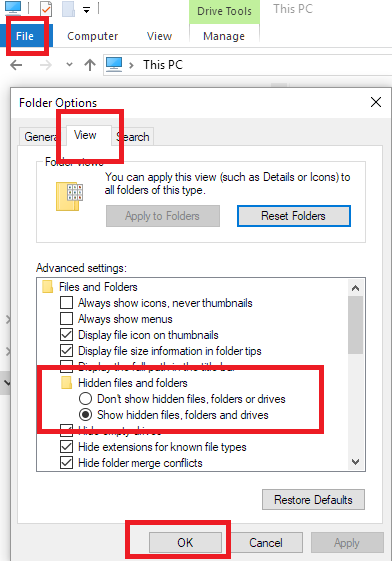 Drive Tools
This PC
File
Computer
View
Manage
This PC
Folder Options
General
View
Search
Folder views
You can apply this view (such as Details or Icons) to
all folders of this type.
Apply to Folders
Reset Folders
Advanced settings:
Files and Folders
Always show icons, never thumbnails
Always show menus
Display file icon on thumbnails
Display file size information in folder tips
Display the full path in the title bar
Hidden files and folders
Don't show hidden files, folders or drives
Show hidden files, folders and drives
Hide empty drives
Hide extensions for known file types
Hide folder merge conflicts
Restore Defaults
OK
Cancel
Apply